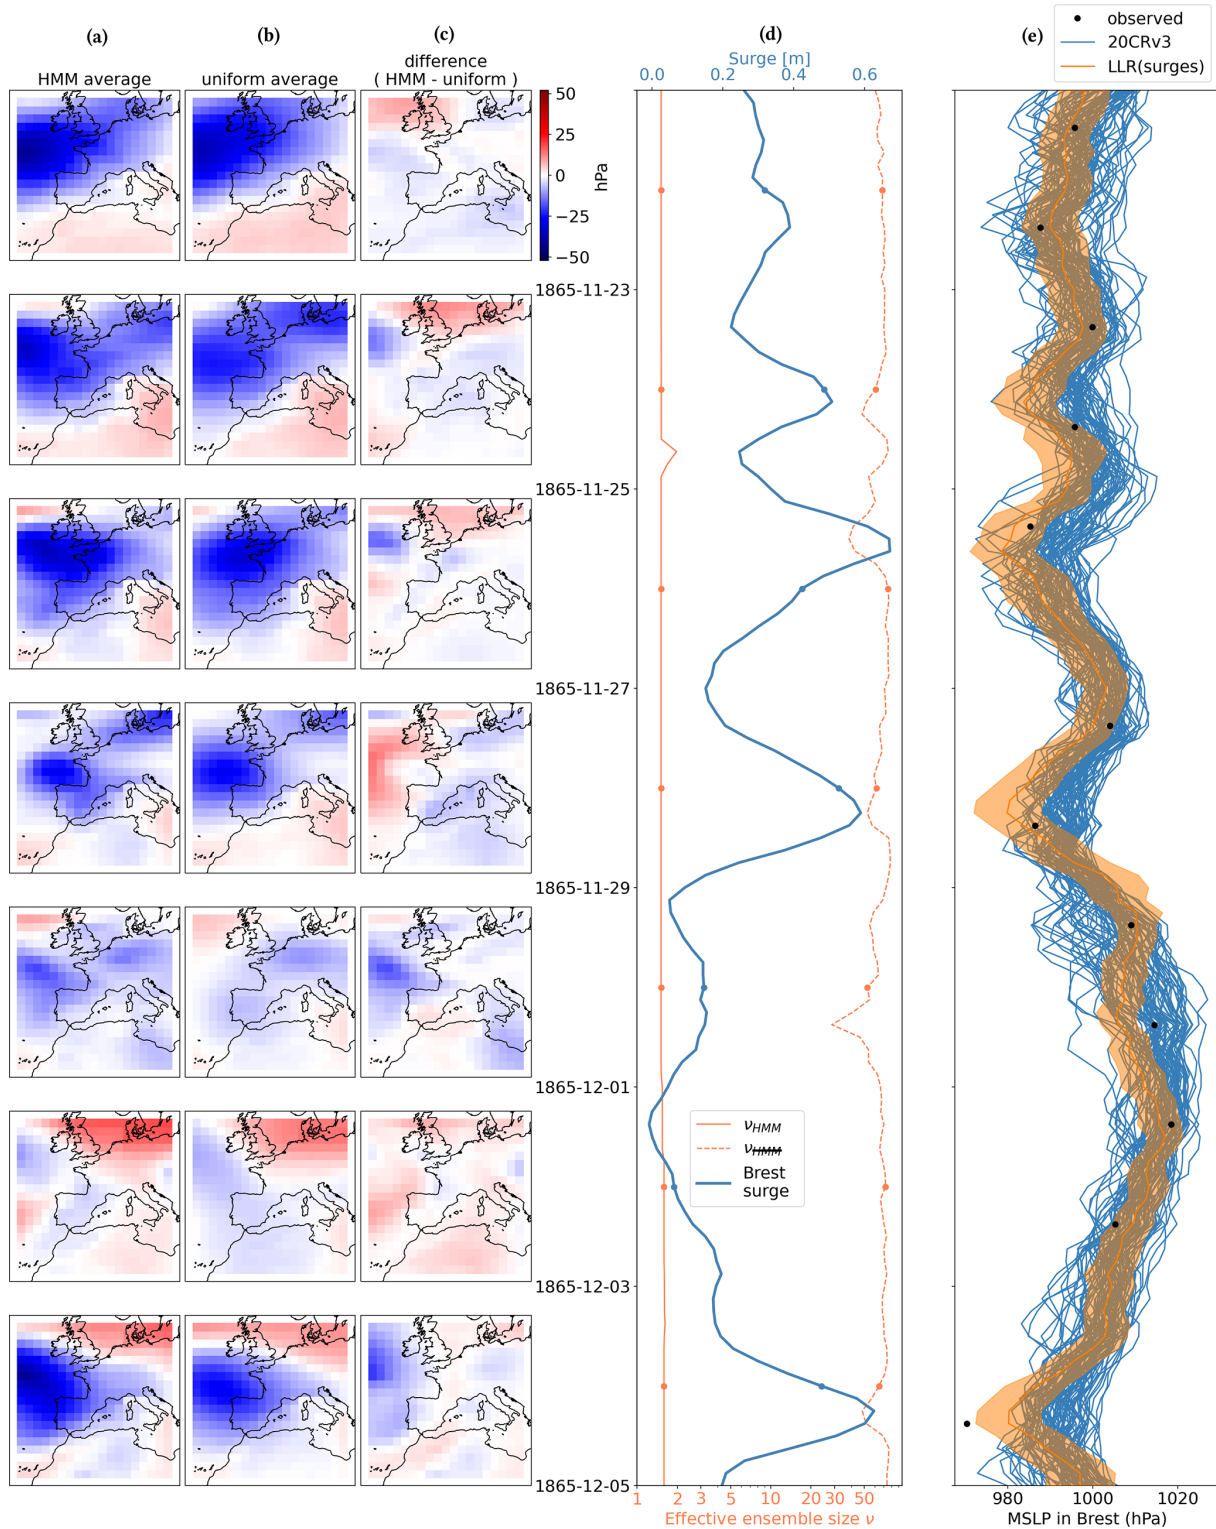 observed
20CRv3
LLR(surges)
(a)
(b)
(c)
(d)
(e)
HMM average
uniform average
difference
( HMM - uniform )
Surge [m]
0.0
0.2
0.4
0.6
50
25
0
−25
−50
hPa
1865-11-23
1865-11-25
1865-11-27
1865-11-29
1865-12-01
1865-12-03
1865-12-05
νHMM
νHMM
Brest
surge
1
2
3
5
10
20
30
50
Effective ensemble size ν
980
1000
1020
MSLP in Brest (hPa)